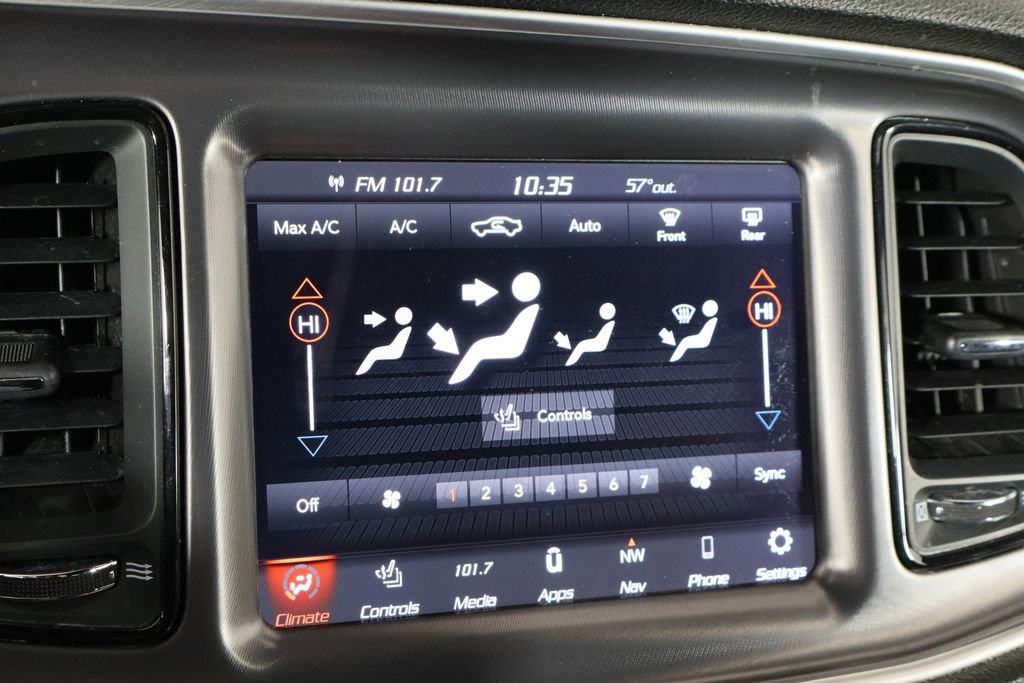 FM 101.7 10:35 57°out.
Max A/C A/C Auto Front Rear
HI HI
Controls
Off 1 2 3 4 5 6 7 Sync
101.7 NW
Climate Controls Media Apps Nav Phone Settings